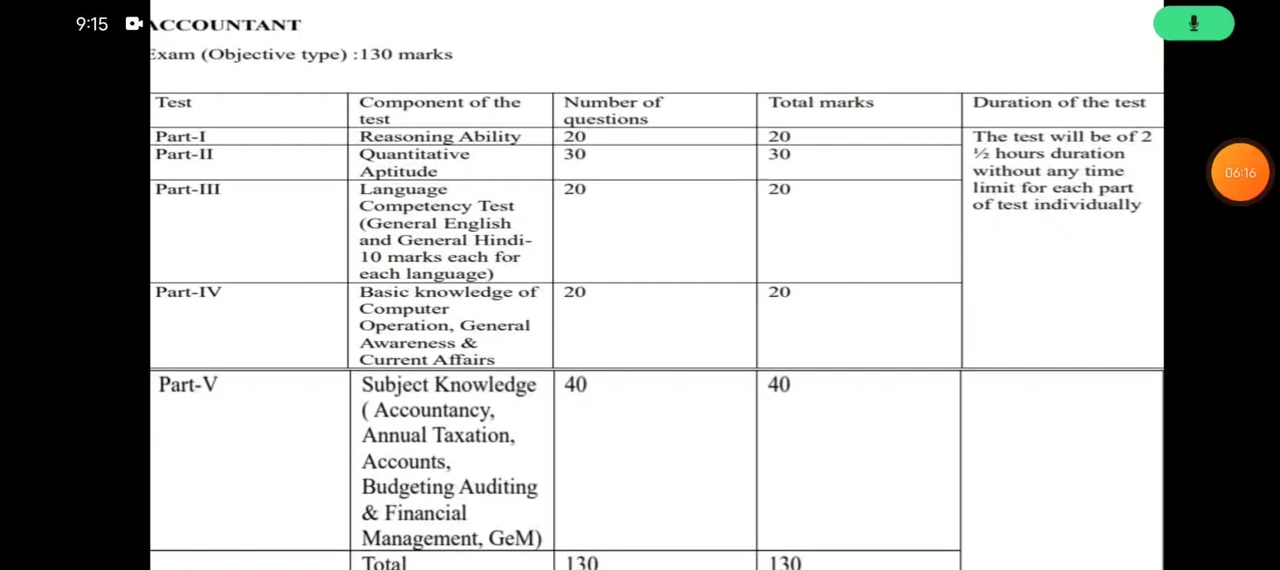 9:15
ACCOUNTANT
Exam (Objective type) :130 marks
Test
Component of the
test
Number of
questions
Total marks
Duration of the test
Part-I
Reasoning Ability
20
20
The test will be of 2
½ hours duration
without any time
limit for each part
of test individually
Part-II
Quantitative
Aptitude
30
30
Part-III
Language
Competency Test
(General English
and General Hindi-
10 marks each for
each language)
20
20
Part-IV
Basic knowledge of
Computer
Operation, General
Awareness &
Current Affairs
20
20
Part-V
Subject Knowledge
( Accountancy,
Annual Taxation,
Accounts,
Budgeting Auditing
& Financial
Management, GeM)
40
40
Total
130
130
06:16